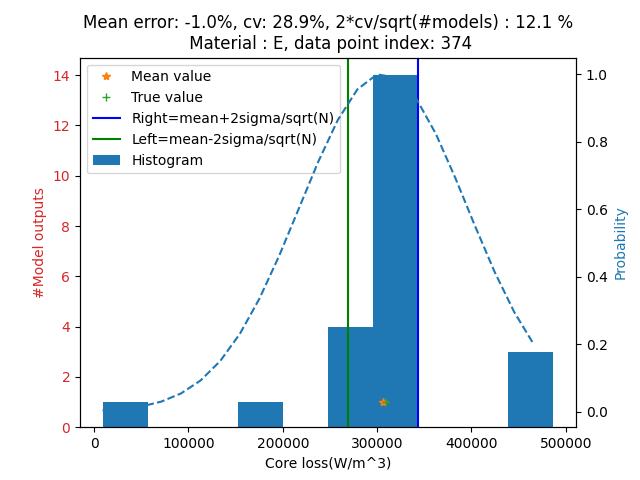 Mean error: -1.0%, cv: 28.9%, 2*cv/sqrt(#models) : 12.1 %
Material : E, data point index: 374
Mean value
True value
Right=mean+2sigma/sqrt(N)
Left=mean-2sigma/sqrt(N)
Histogram
#Model outputs
14
12
10
8
6
4
2
0
1.0
0.8
0.6
0.4
0.2
0.0
Probability
0
100000
200000
300000
400000
500000
Core loss(W/m^3)